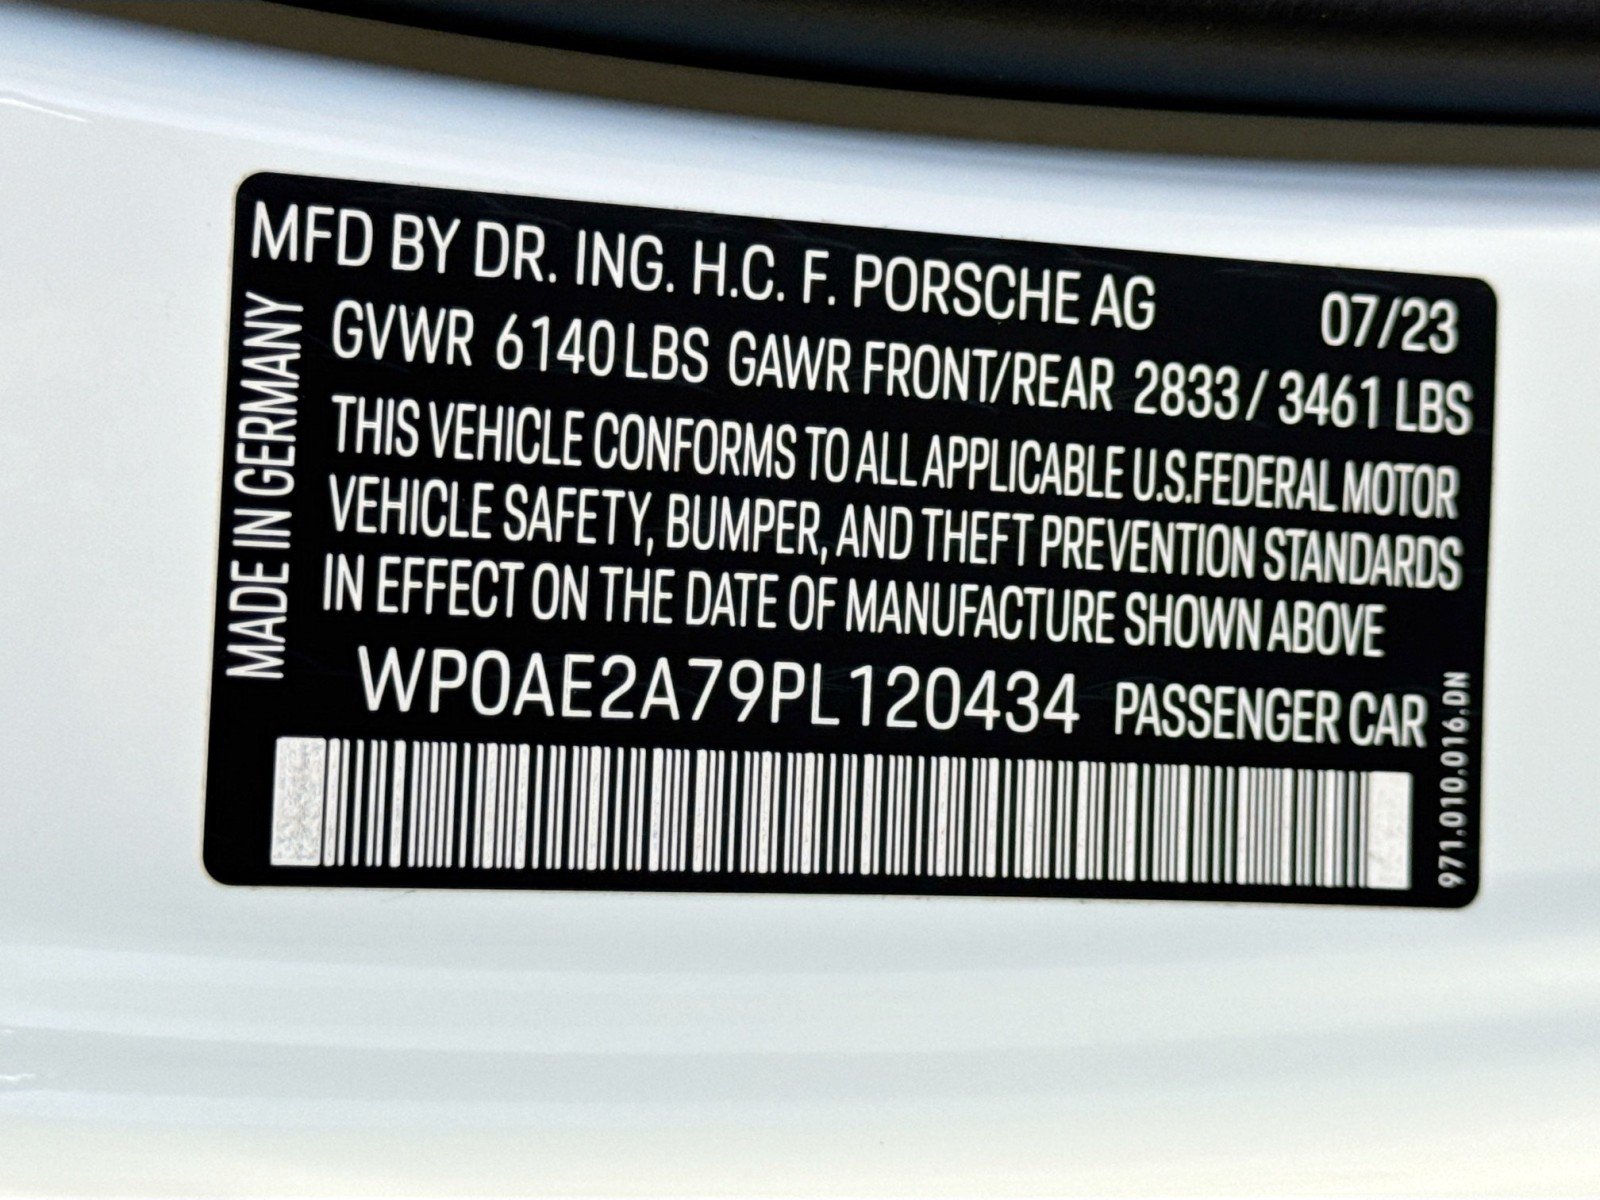 MFD BY DR. ING. H.C. F. PORSCHE AG 07/23
GVWR 6140 LBS GAWR FRONT/REAR 2833 / 3461 LBS
THIS VEHICLE CONFORMS TO ALL APPLICABLE U.S.FEDERAL MOTOR
VEHICLE SAFETY, BUMPER, AND THEFT PREVENTION STANDARDS
IN EFFECT ON THE DATE OF MANUFACTURE SHOWN ABOVE
WP0AE2A79PL120434 PASSENGER CAR
MADE IN GERMANY
971.010.016.DN